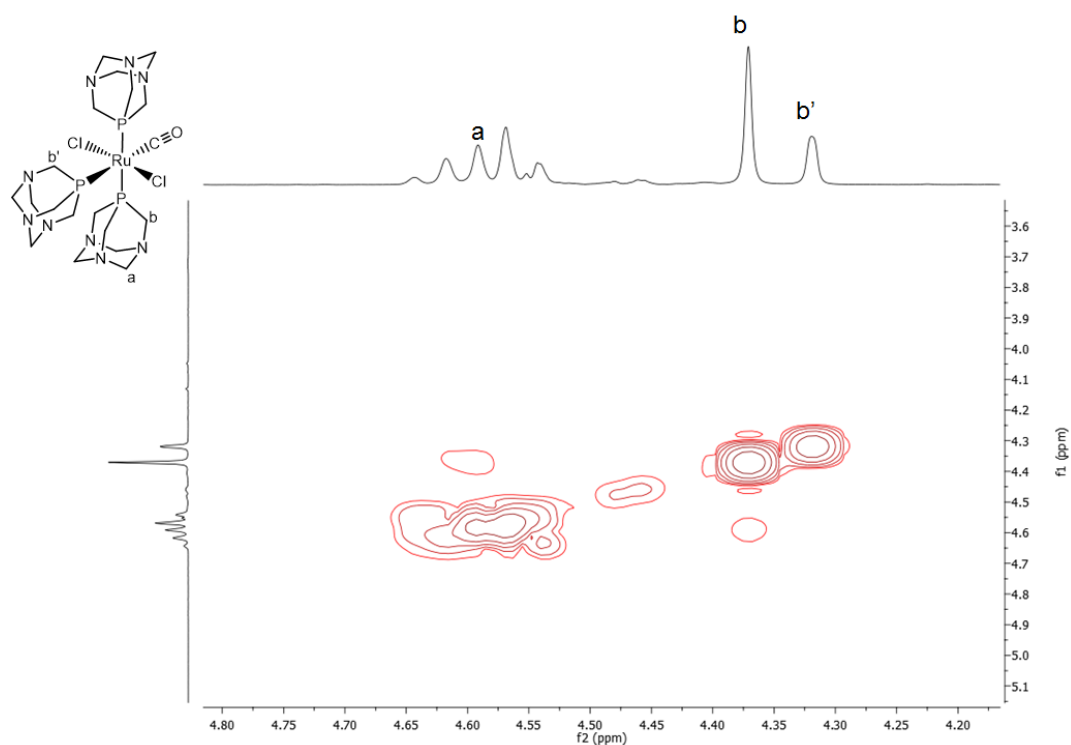 b
b'
a
N
N
N
P
Cl
C≡O
b'
Ru
P
Cl
P
N
N
N
b
N
N
N
a
3.6
3.7
3.8
3.9
4.0
4.1
4.2
4.3
4.4
4.5
4.6
4.7
4.8
4.9
5.0
5.1
f1 (ppm)
4.80 4.75 4.70 4.65 4.60 4.55 4.50 4.45 4.40 4.35 4.30 4.25 4.20
f2 (ppm)